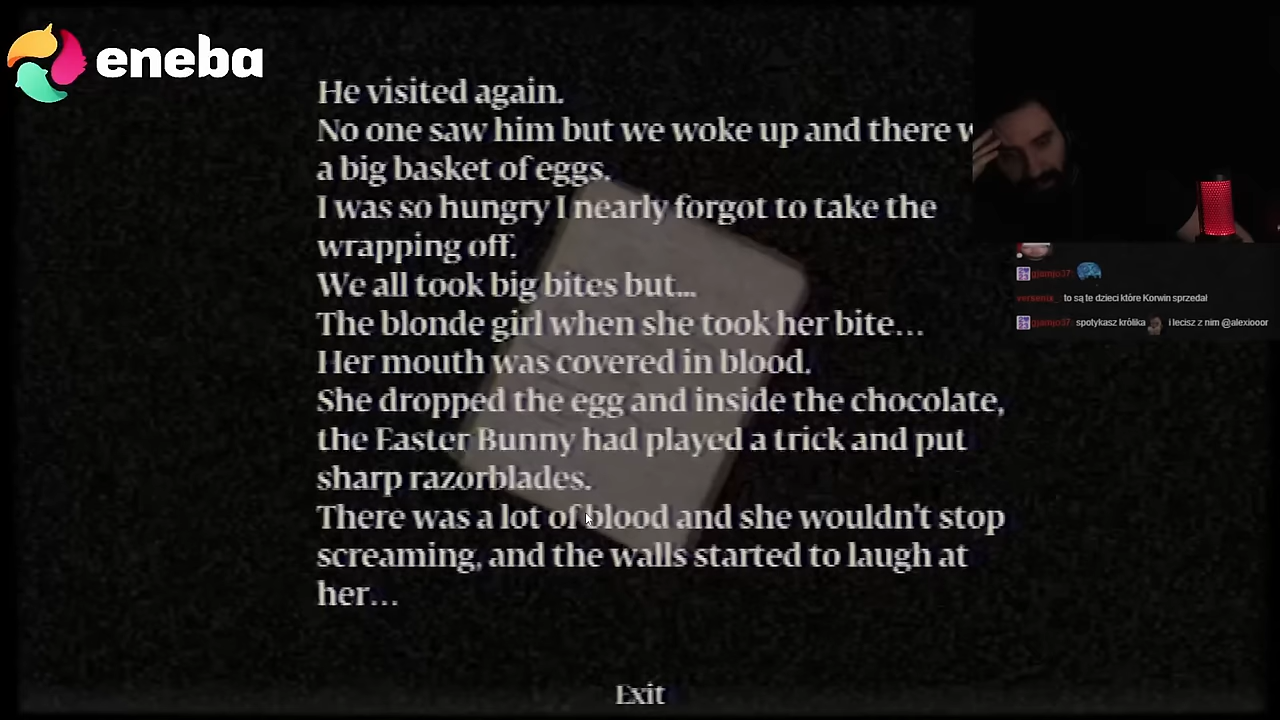 eneba
He visited again.
No one saw him but we woke up and there
a big basket of eggs.
I was so hungry I nearly forgot to take the
wrapping off.
We all took big bites but...
The blonde girl when she took her bite...
Her mouth was covered in blood.
She dropped the egg and inside the chocolate,
the Easter Bunny had played a trick and put
sharp razorblades.
There was a lot of blood and she wouldn't stop
screaming, and the walls started to laugh at
her...
Exit
gjamjo37:
to są te dzieci które Korwin sprzedał
gjamjo37: spotykasz królika i lecisz z nim @alexiooor